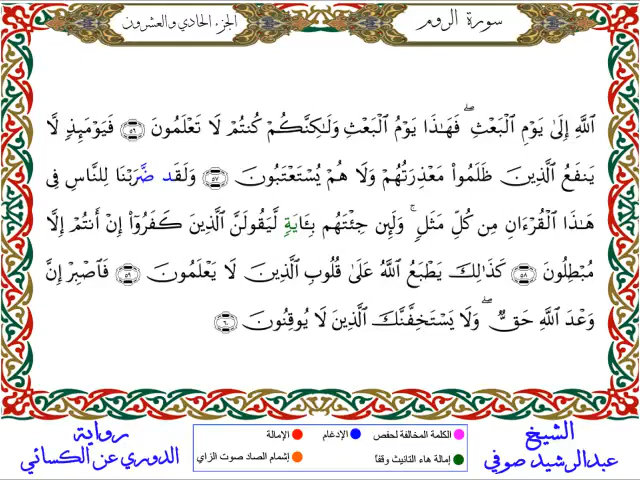 سورة الروم
الجزء الحادي والعشرون
ٱللَّهِ إِلَىٰ يَوْمِ ٱلْبَعْثِۖ فَهَـٰذَا يَوْمُ ٱلْبَعْثِ وَلَـٰكِنَّكُمْ كُنتُمْ لَا تَعْلَمُونَ ٥٦ فَيَوْمَئِذٍ لَّا
يَنفَعُ ٱلَّذِينَ ظَلَمُوا۟ مَعْذِرَتُهُمْ وَلَا هُمْ يُسْتَعْتَبُونَ ٥٧ وَلَقَد ضَّرَبْنَا لِلنَّاسِ فِى
هَـٰذَا ٱلْقُرْءَانِ مِن كُلِّ مَثَلٍۚ وَلَئِن جِئْتَهُم بِـَٔايَةٍ لَّيَقُولَنَّ ٱلَّذِينَ كَفَرُوٓا۟ إِنْ أَنتُمْ إِلَّا
مُبْطِلُونَ ٥٨ كَذَٰلِكَ يَطْبَعُ ٱللَّهُ عَلَىٰ قُلُوبِ ٱلَّذِينَ لَا يَعْلَمُونَ ٥٩ فَٱصْبِرْ إِنَّ
وَعْدَ ٱللَّهِ حَقٌّۖ وَلَا يَسْتَخِفَّنَّكَ ٱلَّذِينَ لَا يُوقِنُونَ ٦٠
الشيخ
عبدالرشيد صوفي
الكلمة المخالفة لحفص
الإدغام
الإمالة
إمالة هاء التانيث وقفاً
إشمام الصاد صوت الزاي
رواية
الدوري عن الكسائي